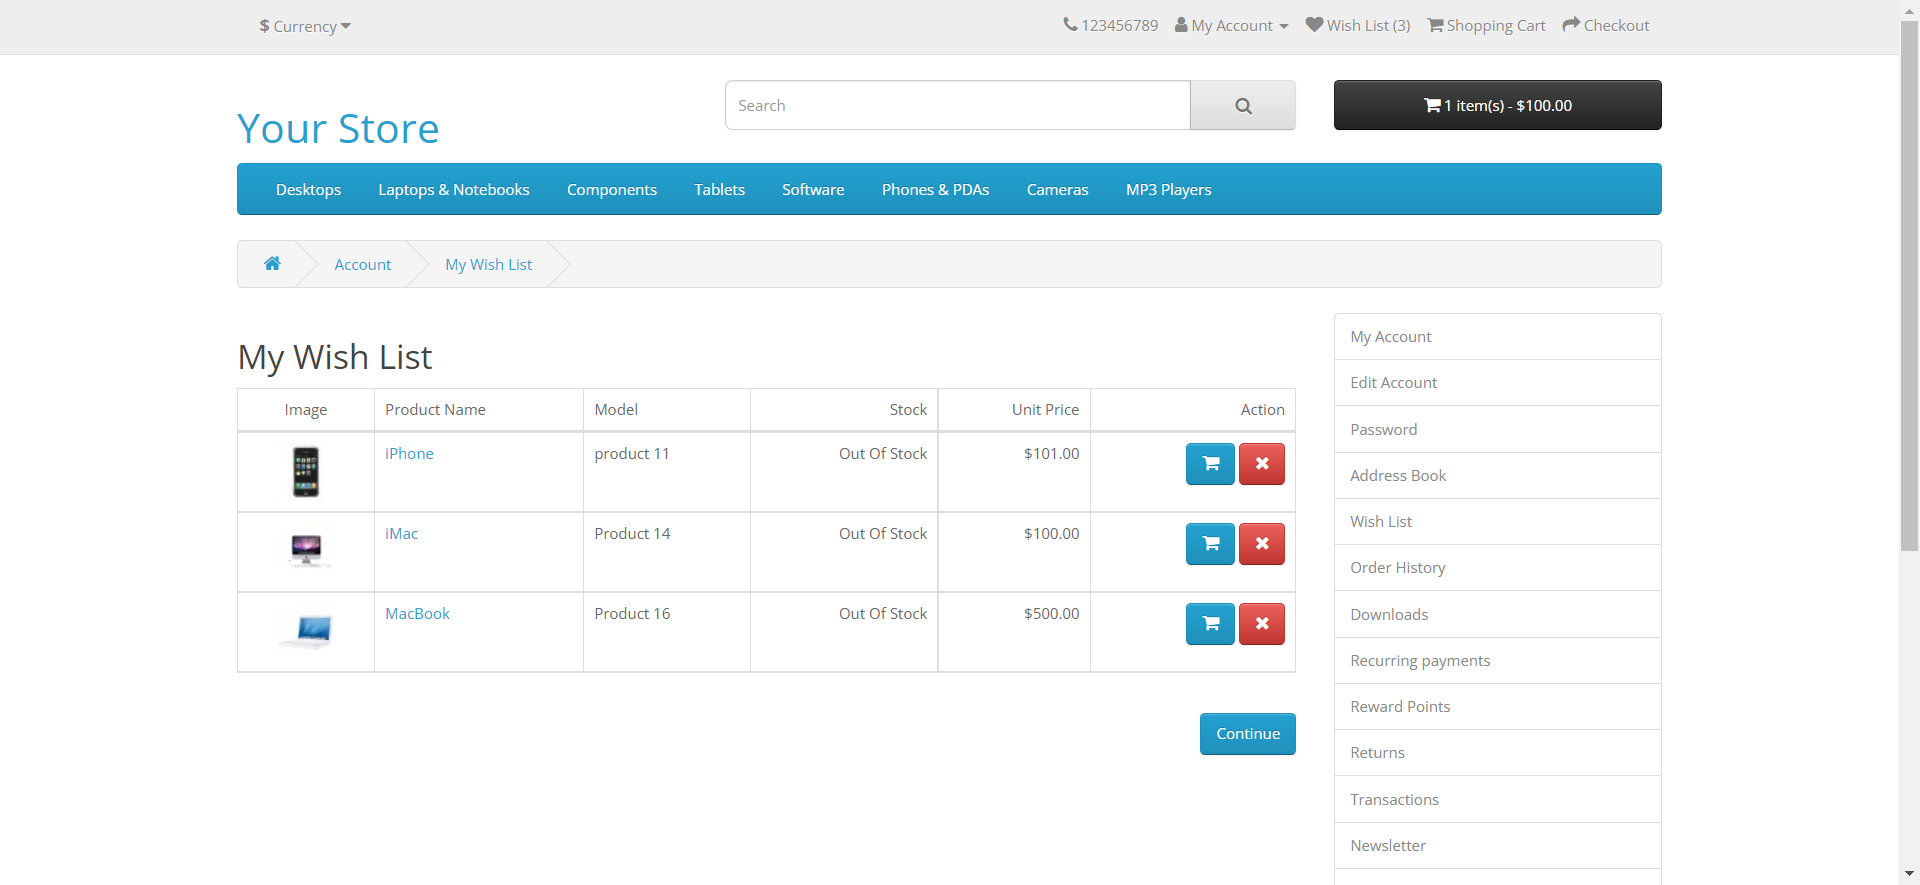 $ Currency
123456789 My Account Wish List (3) Shopping Cart Checkout
Your Store
Search
1 item(s) - $100.00
Desktops Laptops & Notebooks Components Tablets Software Phones & PDAs Cameras MP3 Players
Account My Wish List
My Wish List
Image Product Name Model Stock Unit Price Action
iPhone product 11 Out Of Stock $101.00
iMac Product 14 Out Of Stock $100.00
MacBook Product 16 Out Of Stock $500.00
Continue
My Account
Edit Account
Password
Address Book
Wish List
Order History
Downloads
Recurring payments
Reward Points
Returns
Transactions
Newsletter